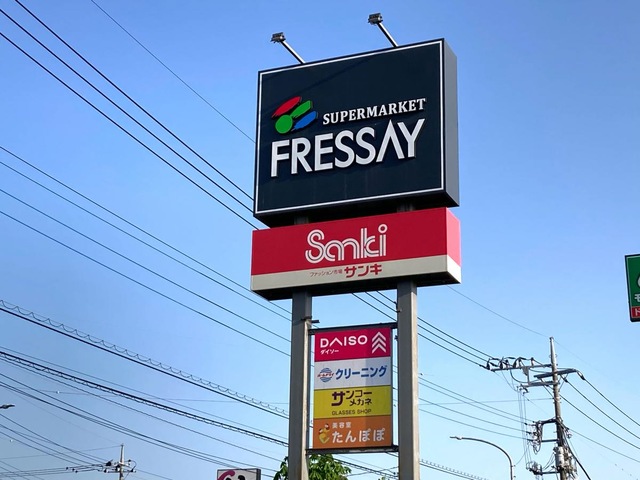 SUPERMARKET
FRESSAY
Sanki
ファッション市場 サンキ
DAISO
ダイソー
クリーニング
サンコー
メガネ
GLASSES SHOP
美容室
たんぽぽ